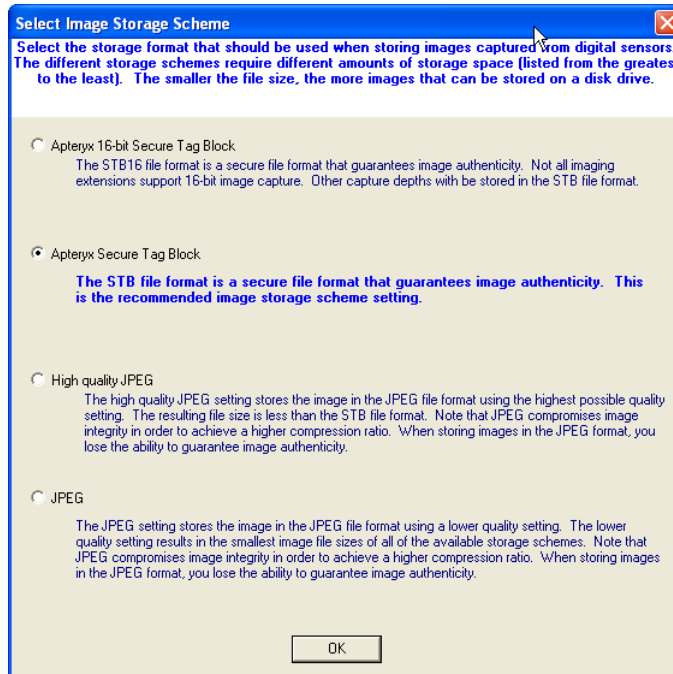 Select Image Storage Scheme
Select the storage format that should be used when storing images captured from digital sensors.
The different storage schemes require different amounts of storage space (listed from the greates
to the least). The smaller the file size, the more images that can be stored on a disk drive.
Apteryx 16-bit Secure Tag Block
The STB16 file format is a secure file format that guarantees image authenticity. Not all imaging
extensions support 16-bit image capture. Other capture depths with be stored in the STB file format.
Apteryx Secure Tag Block
The STB file format is a secure file format that guarantees image authenticity. This
is the recommended image storage scheme setting.
High quality JPEG
The high quality JPEG setting stores the image in the JPEG file format using the highest possible quality
setting. The resulting file size is less than the STB file format. Note that JPEG compromises image
integrity in order to achieve a higher compression ratio. When storing images in the JPEG format, you
lose the ability to guarantee image authenticity.
JPEG
The JPEG setting stores the image in the JPEG file format using a lower quality setting. The lower
quality setting results in the smallest image file sizes of all of the available storage schemes. Note that
JPEG compromises image integrity in order to achieve a higher compression ratio. When storing images
in the JPEG format, you lose the ability to guarantee image authenticity.
OK